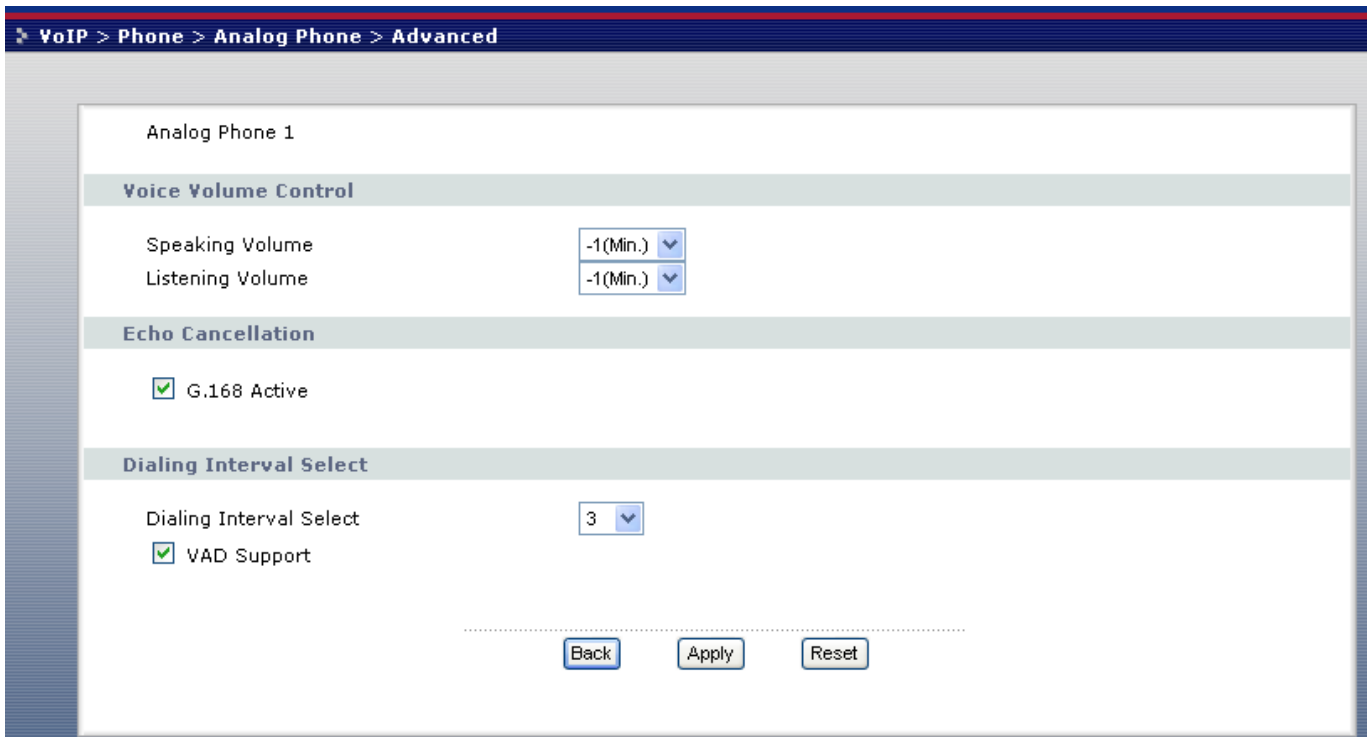 VoIP > Phone > Analog Phone > Advanced
Analog Phone 1
Voice Volume Control
Speaking Volume -1(Min.)
Listening Volume -1(Min.)
Echo Cancellation
G.168 Active
Dialing Interval Select
Dialing Interval Select 3
VAD Support
Back Apply Reset